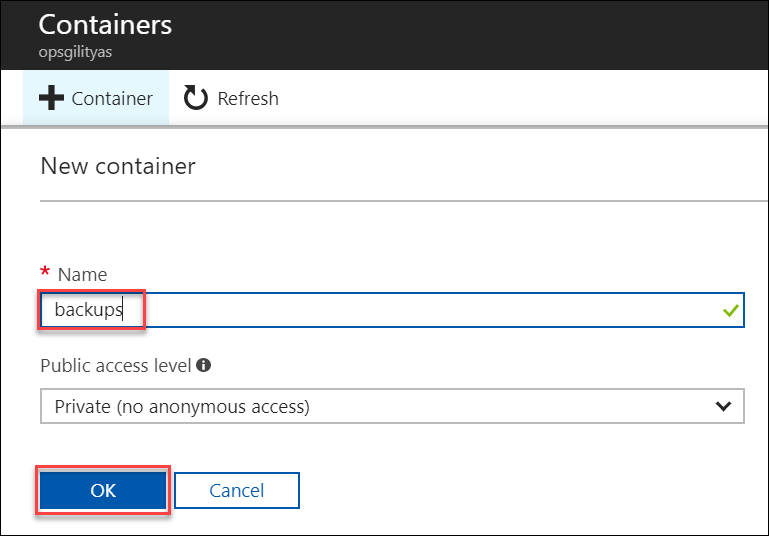 Containers
opsgilityas
Container Refresh
New container
* Name
backups
Public access level
Private (no anonymous access)
OK Cancel